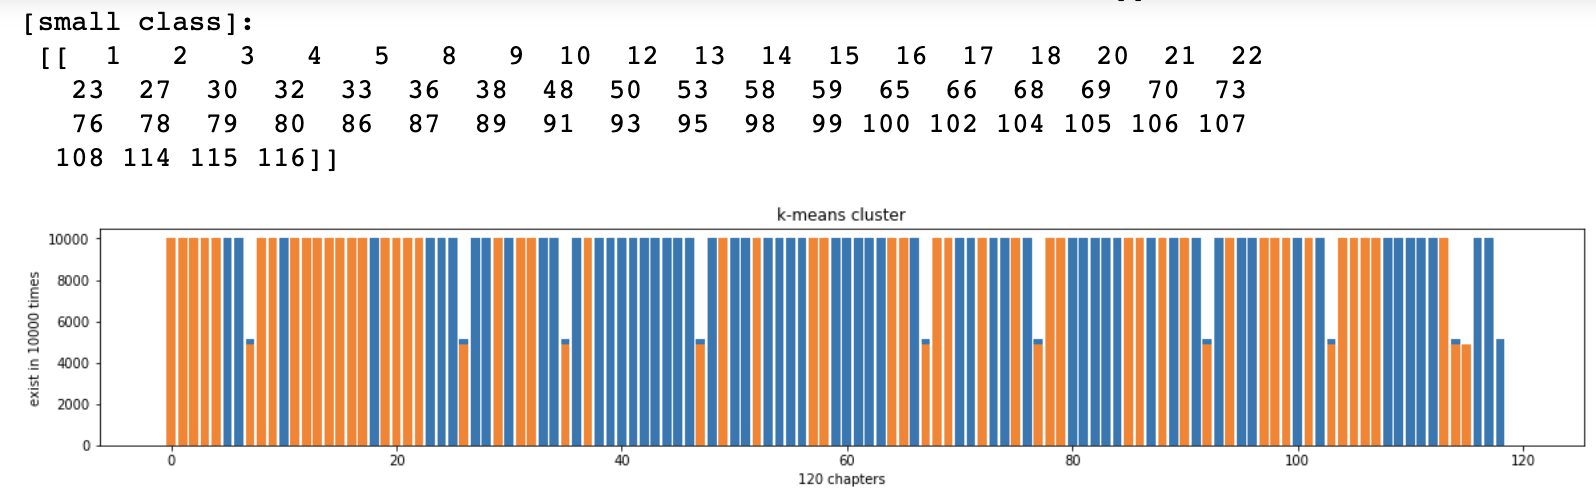 [small class]:
[[ 1 2 3 4 5 8 9 10 12 13 14 15 16 17 18 20 21 22
23 27 30 32 33 36 38 48 50 53 58 59 65 66 68 69 70 73
76 78 79 80 86 87 89 91 93 95 98 99 100 102 104 105 106 107
108 114 115 116]]
k-means cluster
10000
8000
6000
4000
2000
0
exist in 10000 times
0 20 40 60 80 100 120
120 chapters